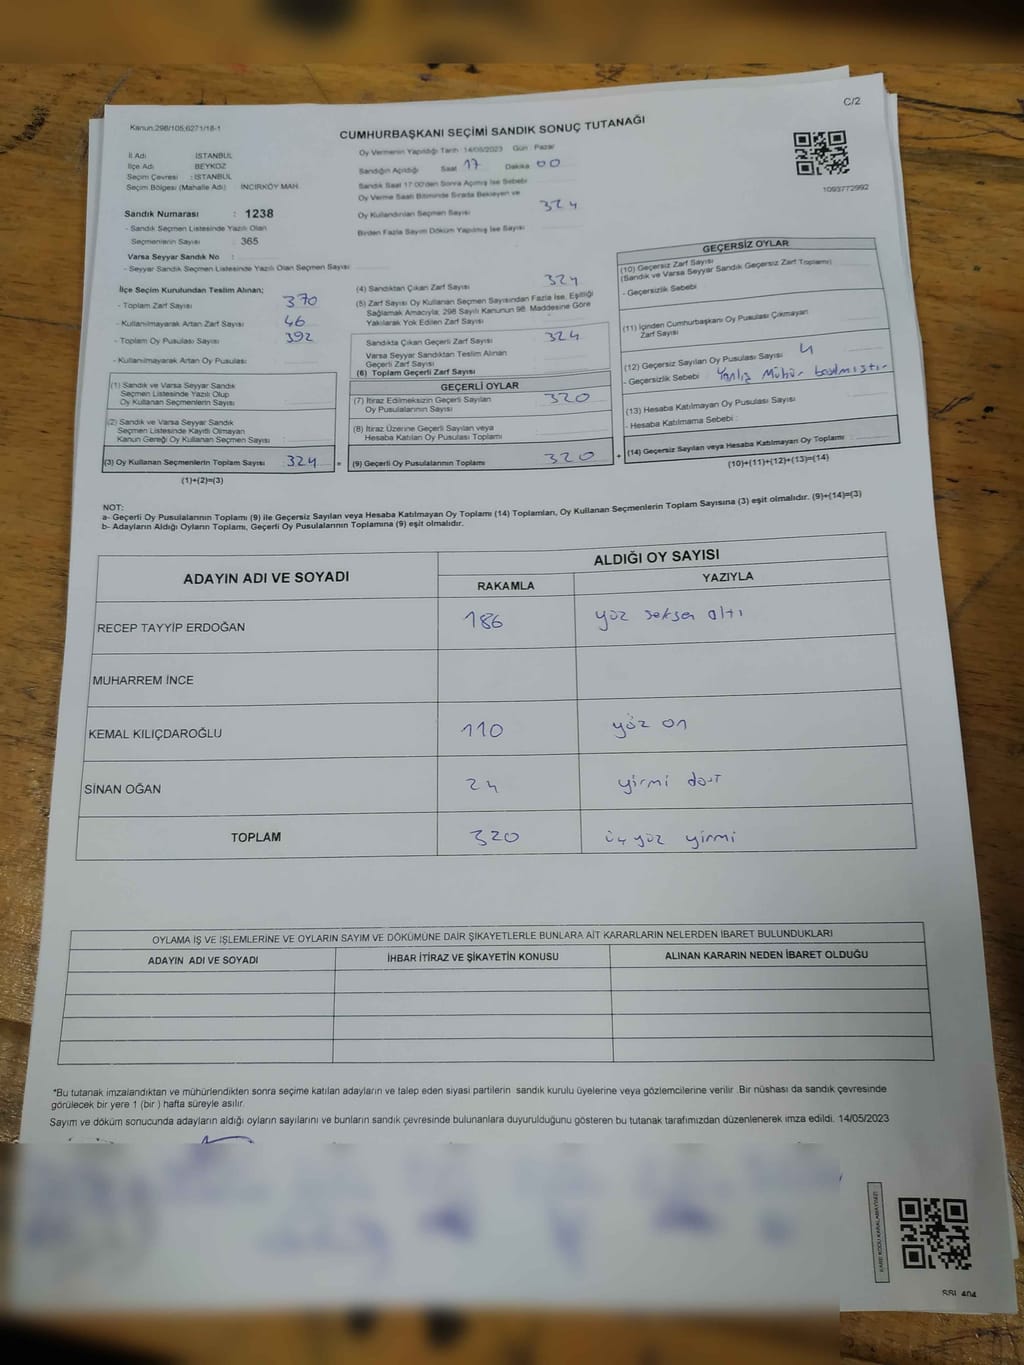 C/2
Kanun:298/105,6271/18-1
CUMHURBAŞKANI SEÇİMİ SANDIK SONUÇ TUTANAĞI
İl Adı : İSTANBUL
İlçe Adı : BEYKOZ
Seçim Çevresi : İSTANBUL
Seçim Bölgesi (Mahalle Adı) INCIRKÖY MAH.
Oy Vermenin Yapıldığı Tarih : 14/05/2023 Gün : Pazar
Sandığın Açıldığı Saat 17 Dakika 00
Sandık Saat 17:00'den Sonra Açılmış İse Sebebi
Oy Verme Saati Bitiminde Sırada Bekleyen ve
Oy Kullandırılan Seçmen Sayısı 324
Birden Fazla Sayım Döküm Yapılmış İse Sayısı
1093772992
Sandık Numarası : 1238
- Sandık Seçmen Listesinde Yazılı Olan
Seçmenlerin Sayısı : 365
Varsa Seyyar Sandık No :
- Seyyar Sandık Seçmen Listesinde Yazılı Olan Seçmen Sayısı
İlçe Seçim Kurulundan Teslim Alınan;
- Toplam Zarf Sayısı 370
- Kullanılmayarak Artan Zarf Sayısı 46
- Toplam Oy Pusulası Sayısı 392
- Kullanılmayarak Artan Oy Pusulası
(1) Sandık ve Varsa Seyyar Sandık
Seçmen Listesinde Yazılı Olup
Oy Kullanan Seçmenlerin Sayısı
(2) Sandık ve Varsa Seyyar Sandık
Seçmen Listesinde Kayıtlı Olmayan
Kanun Gereği Oy Kullanan Seçmen Sayısı
(3) Oy Kullanan Seçmenlerin Toplam Sayısı 324 =
(1)+(2)=(3)
(4) Sandıktan Çıkan Zarf Sayısı 324
(5) Zarf Sayısı Oy Kullanan Seçmen Sayısından Fazla İse, Eşitliği
Sağlamak Amacıyla; 298 Sayılı Kanunun 98. Maddesine Göre
Yakılarak Yok Edilen Zarf Sayısı
Sandıkta Çıkan Geçerli Zarf Sayısı 324
Varsa Seyyar Sandıktan Teslim Alınan
Geçerli Zarf Sayısı
(6) Toplam Geçerli Zarf Sayısı
GEÇERLİ OYLAR
(7) İtiraz Edilmeksizin Geçerli Sayılan
Oy Pusulalarının Sayısı 320
(8) İtiraz Üzerine Geçerli Sayılan veya
Hesaba Katılan Oy Pusulası Toplamı
(9) Geçerli Oy Pusulalarının Toplamı 320 +
GEÇERSİZ OYLAR
(10) Geçersiz Zarf Sayısı
(Sandık ve Varsa Seyyar Sandık Geçersiz Zarf Toplamı)
- Geçersizlik Sebebi
(11) İçinden Cumhurbaşkanı Oy Pusulası Çıkmayan
Zarf Sayısı
(12) Geçersiz Sayılan Oy Pusulası Sayısı 4
- Geçersizlik Sebebi Yanlış Mühür basılmıştır
(13) Hesaba Katılmayan Oy Pusulası Sayısı
- Hesaba Katılmama Sebebi :
(14) Geçersiz Sayılan veya Hesaba Katılmayan Oy Toplamı :
(10)+(11)+(12)+(13)=(14)
NOT:
a- Geçerli Oy Pusulalarının Toplamı (9) ile Geçersiz Sayılan veya Hesaba Katılmayan Oy Toplamı (14) Toplamları, Oy Kullanan Seçmenlerin Toplam Sayısına (3) eşit olmalıdır. (9)+(14)=(3)
b- Adayların Aldığı Oyların Toplamı, Geçerli Oy Pusulalarının Toplamına (9) eşit olmalıdır.
ADAYIN ADI VE SOYADI
ALDIĞI OY SAYISI
RAKAMLA YAZIYLA
RECEP TAYYİP ERDOĞAN 186 yüz seksen altı
MUHARREM İNCE
KEMAL KILIÇDAROĞLU 110 yüz on
SİNAN OĞAN 24 yirmi dört
TOPLAM 320 üç yüz yirmi
OYLAMA İŞ VE İŞLEMLERİNE VE OYLARIN SAYIM VE DÖKÜMÜNE DAİR ŞİKAYETLERLE BUNLARA AİT KARARLARIN NELERDEN İBARET BULUNDUKLARI
ADAYIN ADI VE SOYADI İHBAR İTİRAZ VE ŞİKAYETİN KONUSU ALINAN KARARIN NEDEN İBARET OLDUĞU
*Bu tutanak imzalandıktan ve mühürlendikten sonra seçime katılan adayların ve talep eden siyasi partilerin sandık kurulu üyelerine veya gözlemcilerine verilir .Bir nüshası da sandık çevresinde
görülecek bir yere 1 (bir ) hafta süreyle asılır.
Sayım ve döküm sonucunda adayların aldığı oyların sayılarını ve bunların sandık çevresinde bulunanlara duyurulduğunu gösteren bu tutanak tarafımızdan düzenlenerek imza edildi. 14/05/2023